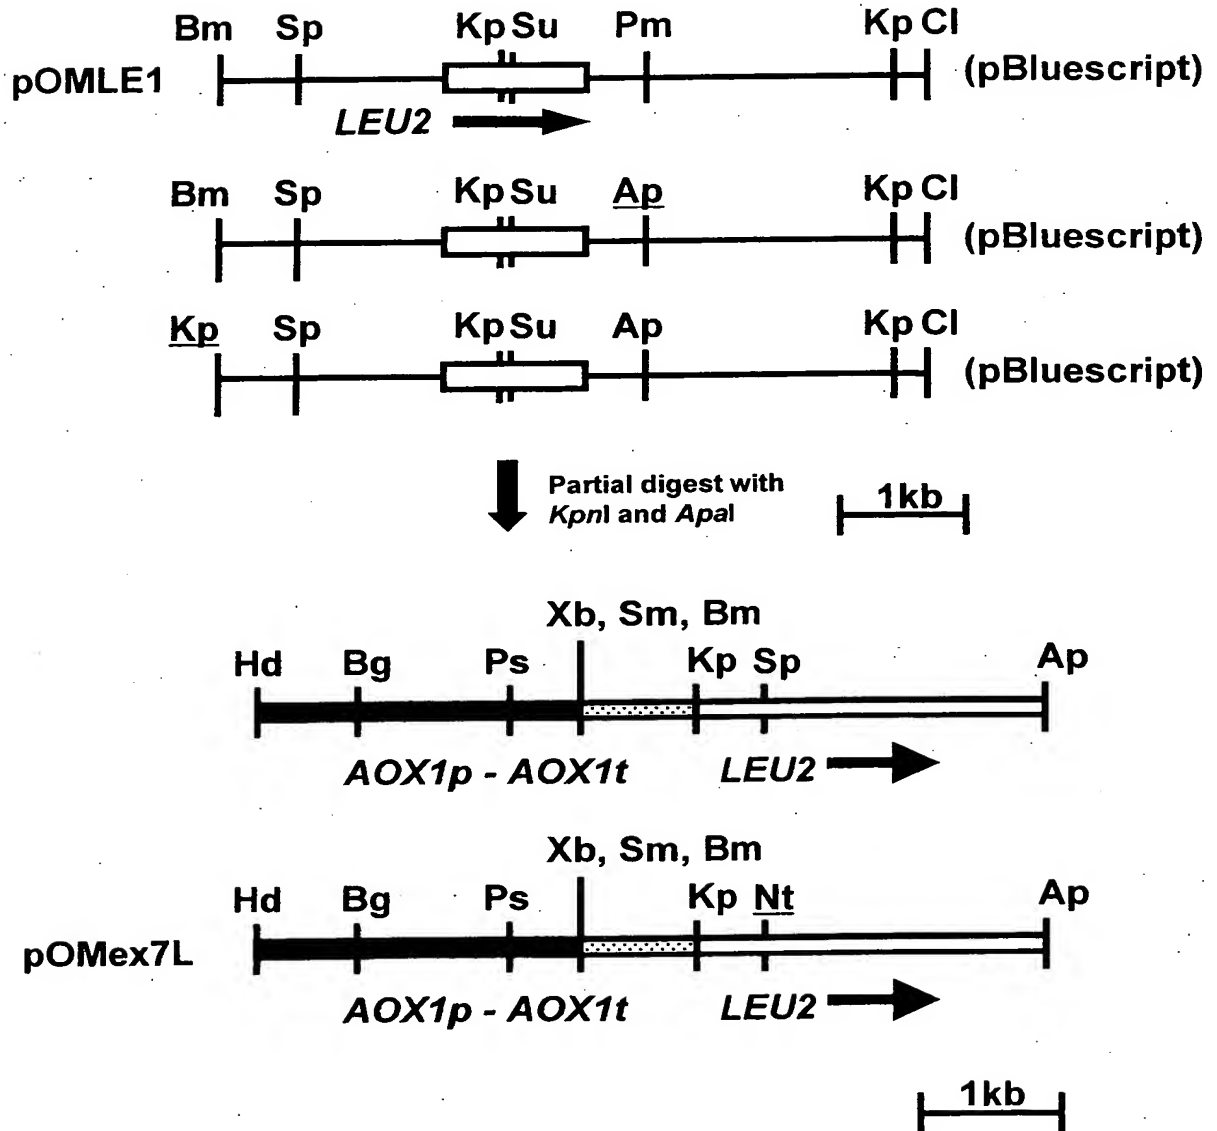 Bm Sp Kp Su Pm Kp Cl
pOMLE1 (pBluescript)
LEU2
Bm Sp Kp Su Ap Kp Cl
(pBluescript)
Kp Sp Kp Su Ap Kp Cl
(pBluescript)
Partial digest with
KpnI and ApaI
1kb
Xb, Sm, Bm
Hd Bg Ps Kp Sp Ap
AOX1p - AOX1t LEU2
Xb, Sm, Bm
Hd Bg Ps Kp Nt Ap
pOMex7L
AOX1p - AOX1t LEU2
1kb